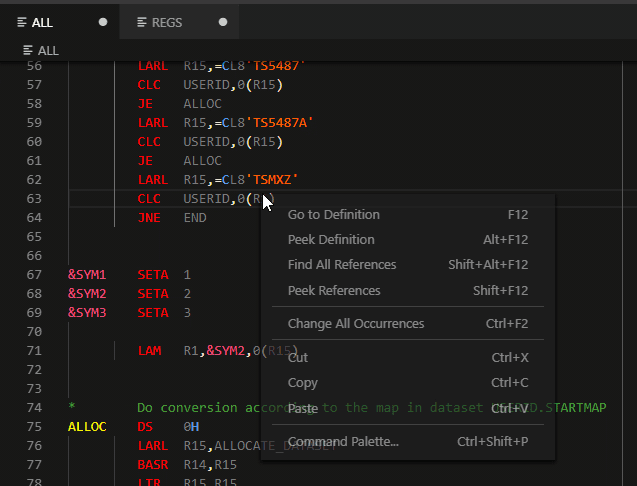 ALL REGS
ALL
56 LARL R15,=CL8'TS5487'
57 CLC USERID,0(R15)
58 JE ALLOC
59 LARL R15,=CL8'TS5487A'
60 CLC USERID,0(R15)
61 JE ALLOC
62 LARL R15,=CL8'TSMXZ'
63 CLC USERID,0(R
64 JNE END
65
66
67 &SYM1 SETA 1
68 &SYM2 SETA 2
69 &SYM3 SETA 3
70
71 LAM R1,&SYM2,0(R15)
72
73
74 * Do conversion according to the map in dataset .STARTMAP
75 ALLOC DS 0H
76 LARL R15,ALLOCATE_DATASET
77 BASR R14,R15
78 LTR R15,R15
Go to Definition F12
Peek Definition Alt+F12
Find All References Shift+Alt+F12
Peek References Shift+F12
Change All Occurrences Ctrl+F2
Cut Ctrl+X
Copy Ctrl+C
Paste Ctrl+V
Command Palette... Ctrl+Shift+P